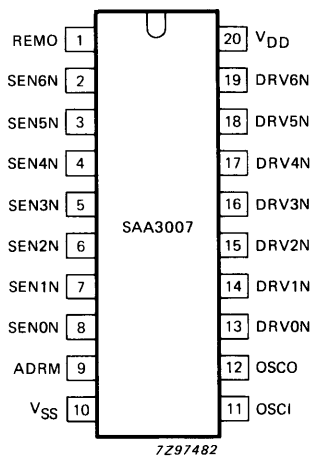 REMO 1 20 VDD
SEN6N 2 19 DRV6N
SEN5N 3 18 DRV5N
SEN4N 4 17 DRV4N
SEN3N 5 16 DRV3N
SAA3007
SEN2N 6 15 DRV2N
SEN1N 7 14 DRV1N
SEN0N 8 13 DRV0N
ADRM 9 12 OSCO
VSS 10 11 OSCI
7Z97482